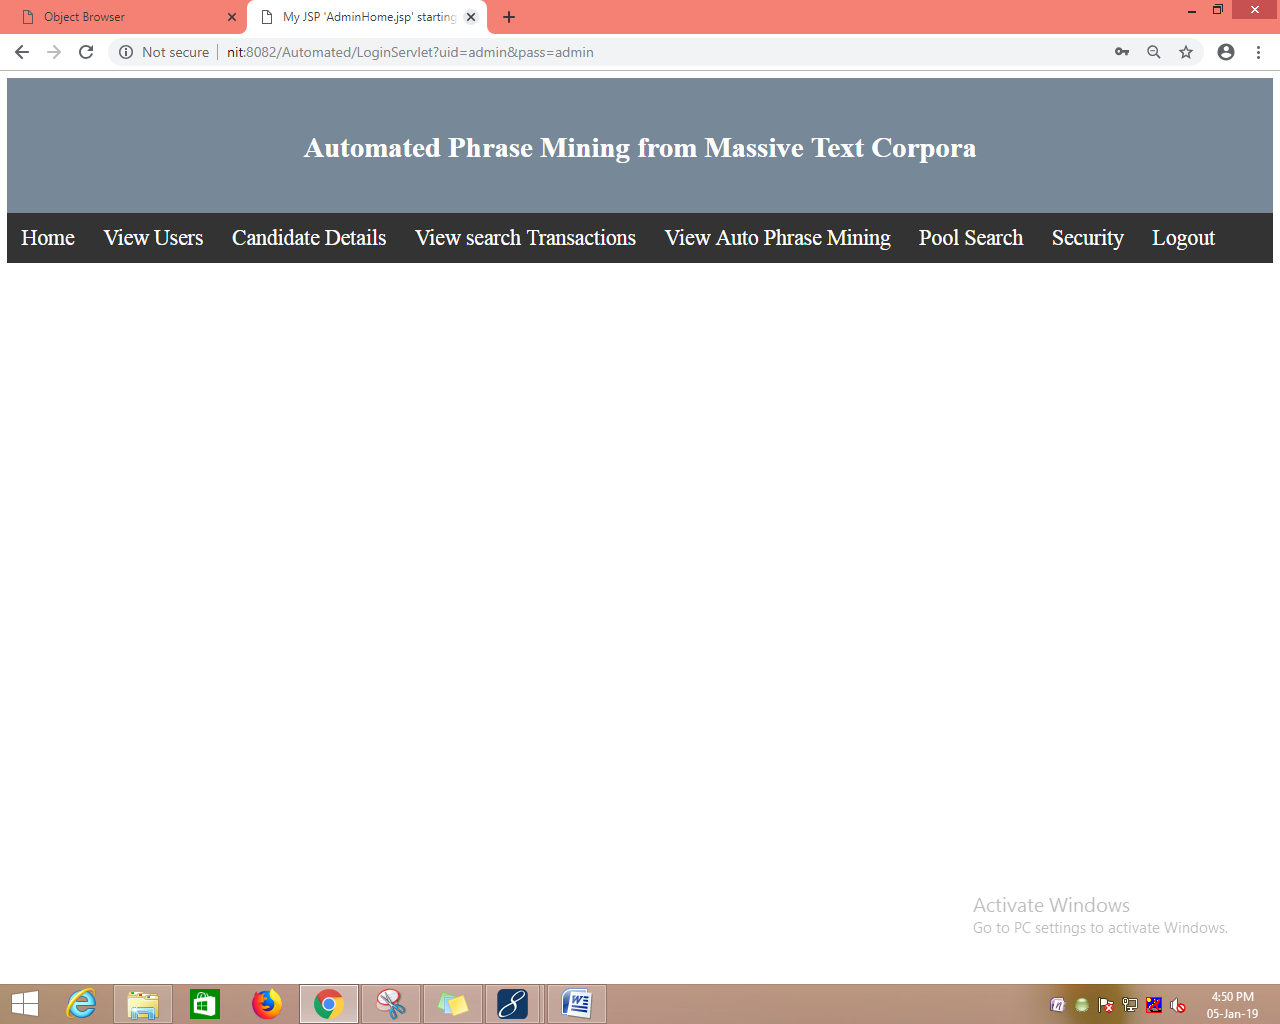 Object Browser
My JSP 'AdminHome.jsp' starting
Not secure
nit:8082/Automated/LoginServlet?uid=admin&pass=admin
Automated Phrase Mining from Massive Text Corpora
Home View Users Candidate Details View search Transactions View Auto Phrase Mining Pool Search Security Logout
Activate Windows
Go to PC settings to activate Windows.
4:50 PM
05-Jan-19